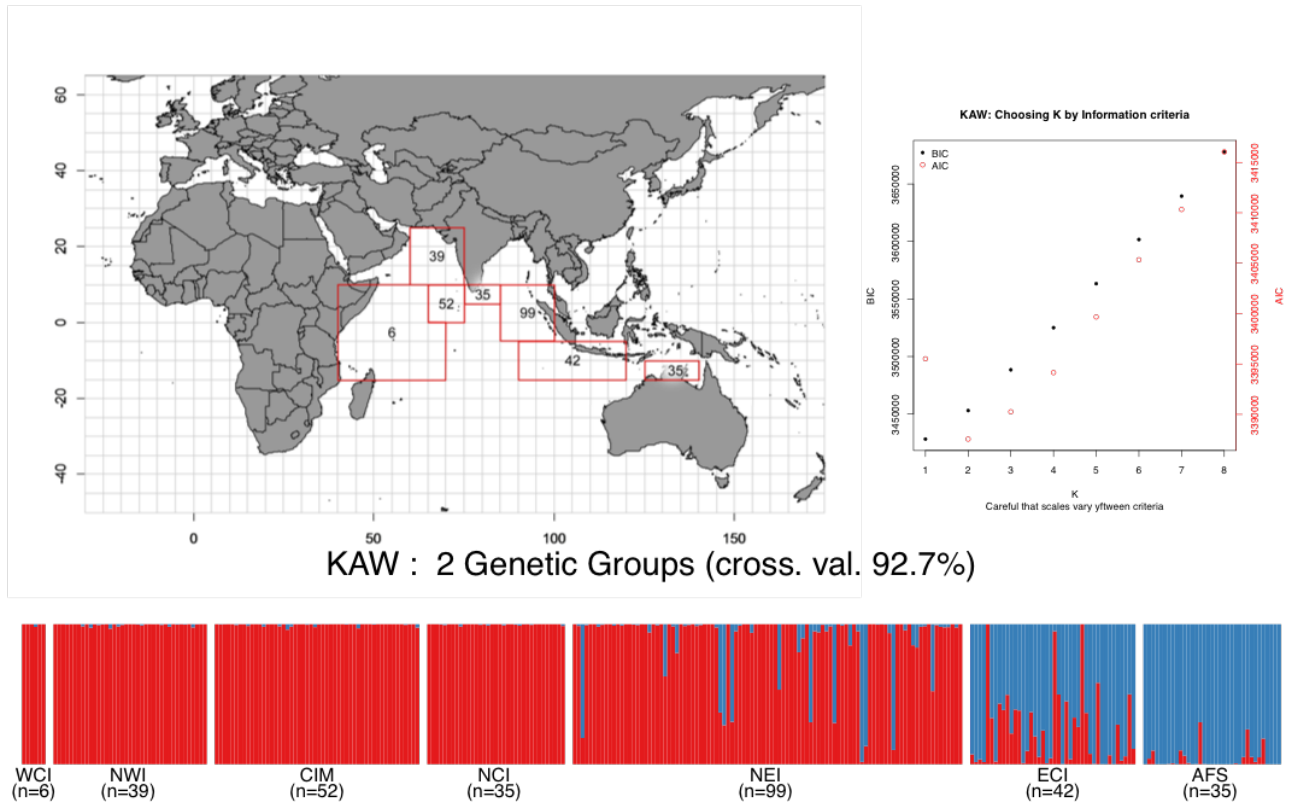 60
40
20
0
-20
-40
0
50
100
150
39
52
35
99
6
42
35
KAW : 2 Genetic Groups (cross. val. 92.7%)
KAW: Choosing K by Information criteria
BIC
AIC
3650000
3600000
3550000
3500000
3450000
BIC
3415000
3410000
3405000
3400000
3395000
3390000
AIC
1 2 3 4 5 6 7 8
K
Careful that scales vary yftween criteria
WCI NWI CIM NCI NEI ECI AFS
(n=6) (n=39) (n=52) (n=35) (n=99) (n=42) (n=35)